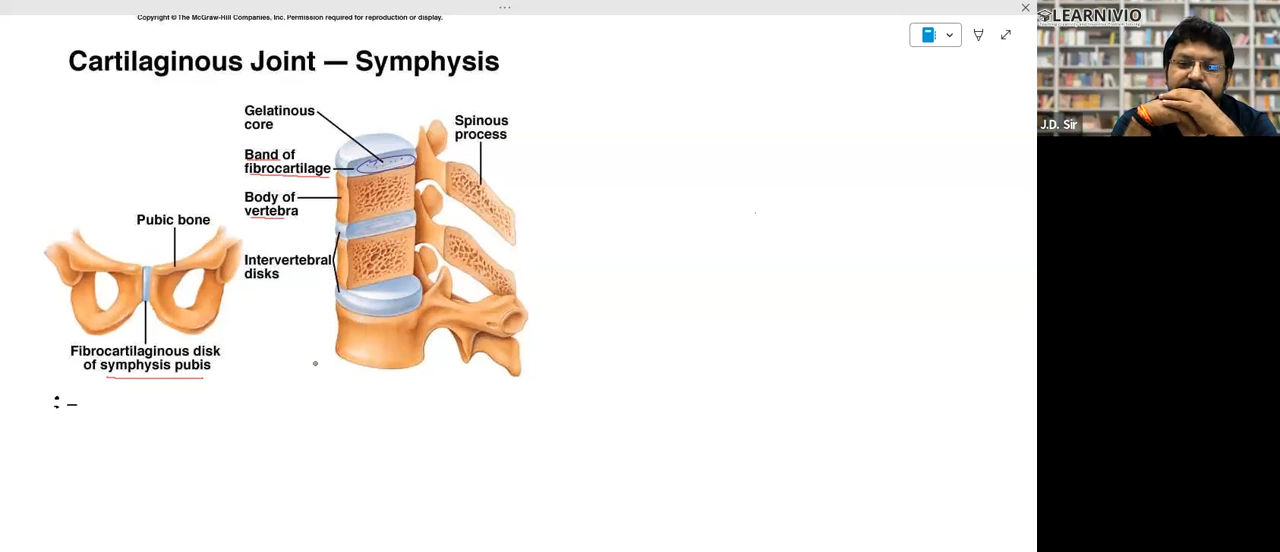 Copyright © The McGraw-Hill Companies, Inc. Permission required for reproduction or display.
LEARNIVIO
Cartilaginous Joint — Symphysis
Gelatinous
core
Spinous
process
Band of
fibrocartilage
J.D. Sir
Body of
vertebra
Pubic bone
Intervertebral
disks
Fibrocartilaginous disk
of symphysis pubis
: –